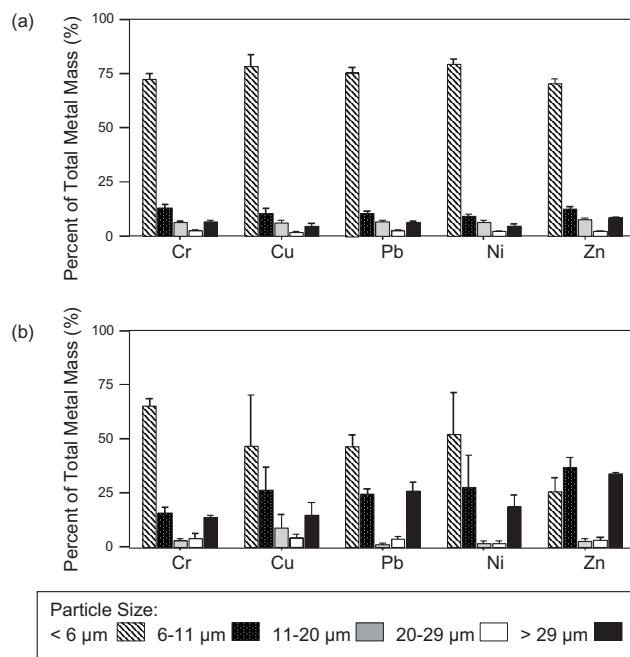 (a)
Percent of Total Metal Mass (%)
100
75
50
25
0
Cr Cu Pb Ni Zn
(b)
Percent of Total Metal Mass (%)
100
75
50
25
0
Cr Cu Pb Ni Zn
Particle Size:
< 6 µm 6-11 µm 11-20 µm 20-29 µm > 29 µm